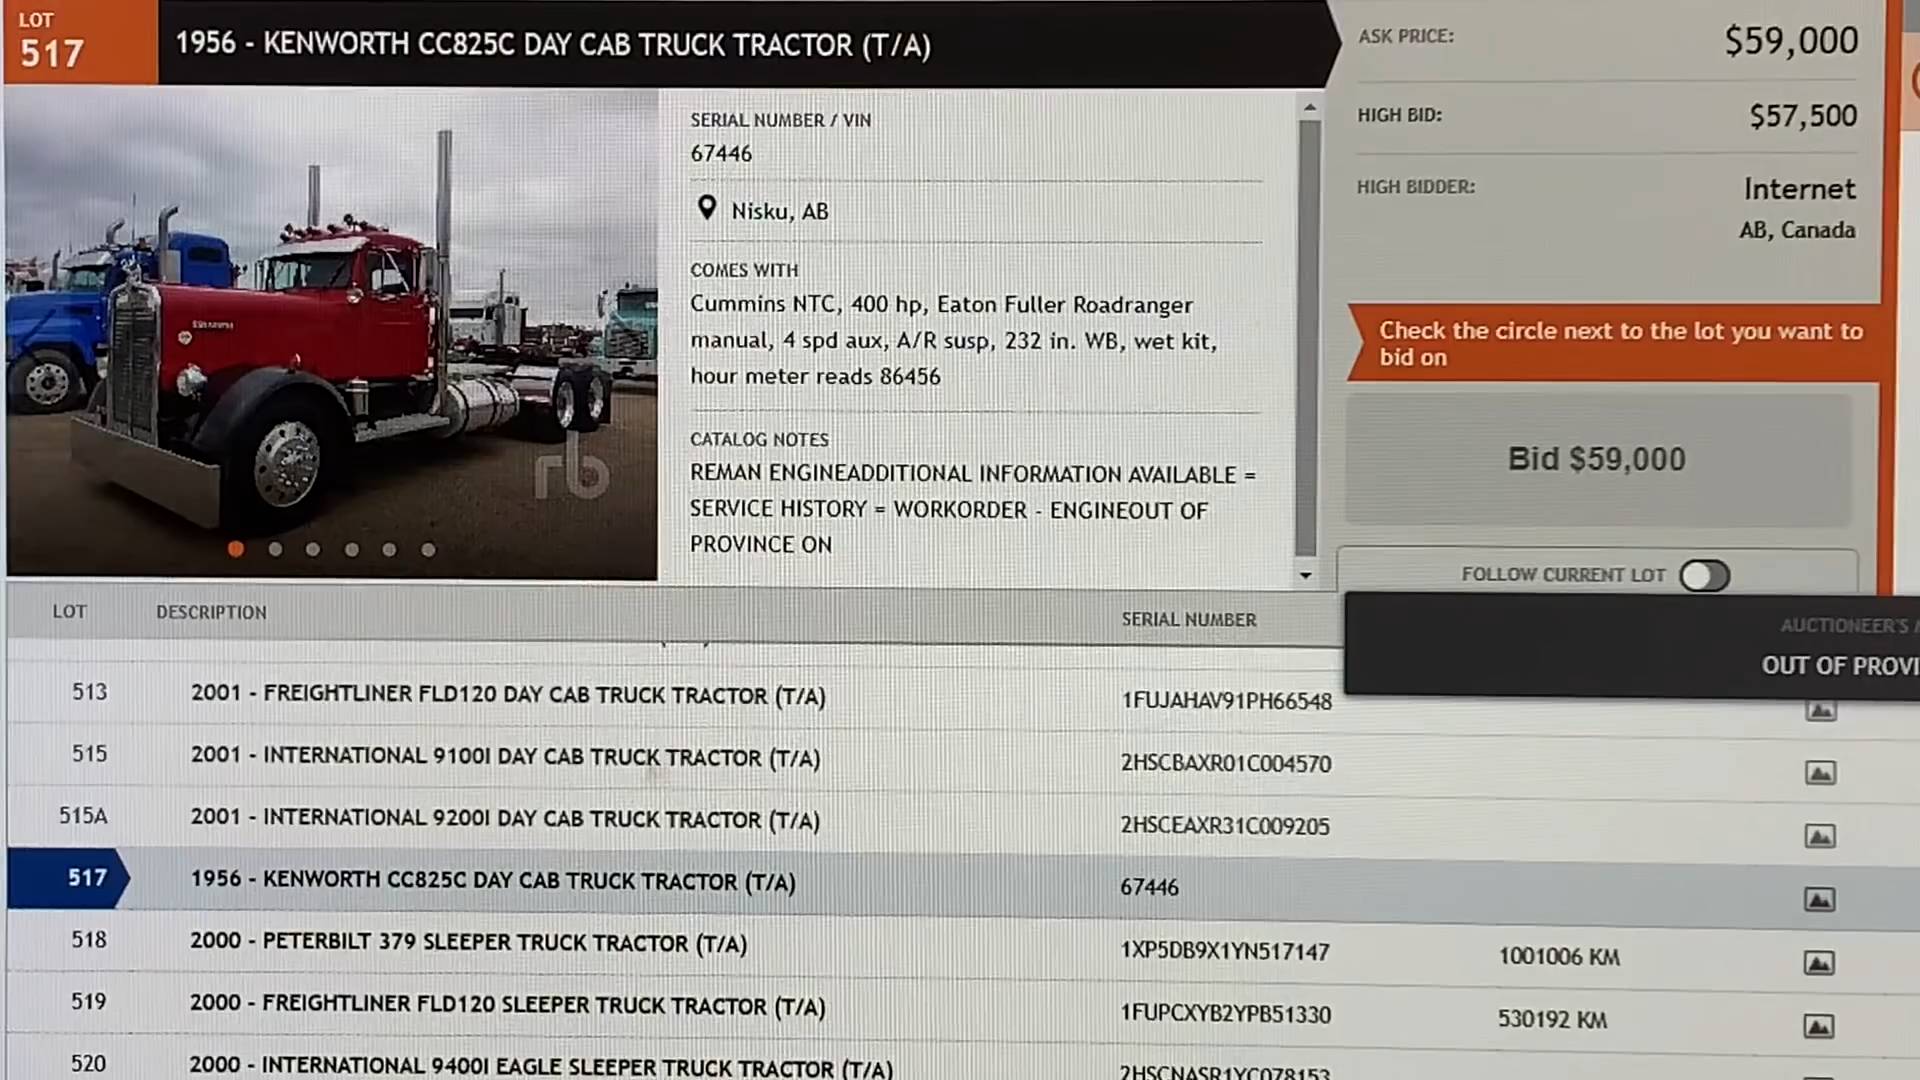 LOT
517
1956 - KENWORTH CC825C DAY CAB TRUCK TRACTOR (T/A)
ASK PRICE:
$59,000
HIGH BID:
$57,500
HIGH BIDDER:
Internet
AB, Canada
SERIAL NUMBER / VIN
67446
Nisku, AB
COMES WITH
Cummins NTC, 400 hp, Eaton Fuller Roadranger
manual, 4 spd aux, A/R susp, 232 in. WB, wet kit,
hour meter reads 86456
CATALOG NOTES
REMAN ENGINEADDITIONAL INFORMATION AVAILABLE =
SERVICE HISTORY = WORKORDER - ENGINEOUT OF
PROVINCE ON
rb
Check the circle next to the lot you want to
bid on
Bid $59,000
FOLLOW CURRENT LOT
AUCTIONEER'S
OUT OF PROVI
LOT DESCRIPTION SERIAL NUMBER
513 2001 - FREIGHTLINER FLD120 DAY CAB TRUCK TRACTOR (T/A) 1FUJAHAV91PH66548
515 2001 - INTERNATIONAL 9100I DAY CAB TRUCK TRACTOR (T/A) 2HSCBAXR01C004570
515A 2001 - INTERNATIONAL 9200I DAY CAB TRUCK TRACTOR (T/A) 2HSCEAXR31C009205
517 1956 - KENWORTH CC825C DAY CAB TRUCK TRACTOR (T/A) 67446
518 2000 - PETERBILT 379 SLEEPER TRUCK TRACTOR (T/A) 1XP5DB9X1YN517147 1001006 KM
519 2000 - FREIGHTLINER FLD120 SLEEPER TRUCK TRACTOR (T/A) 1FUPCXYB2YPB51330 530192 KM
520 2000 - INTERNATIONAL 9400I EAGLE SLEEPER TRUCK TRACTOR (T/A) 2HSCNASR1YC078153